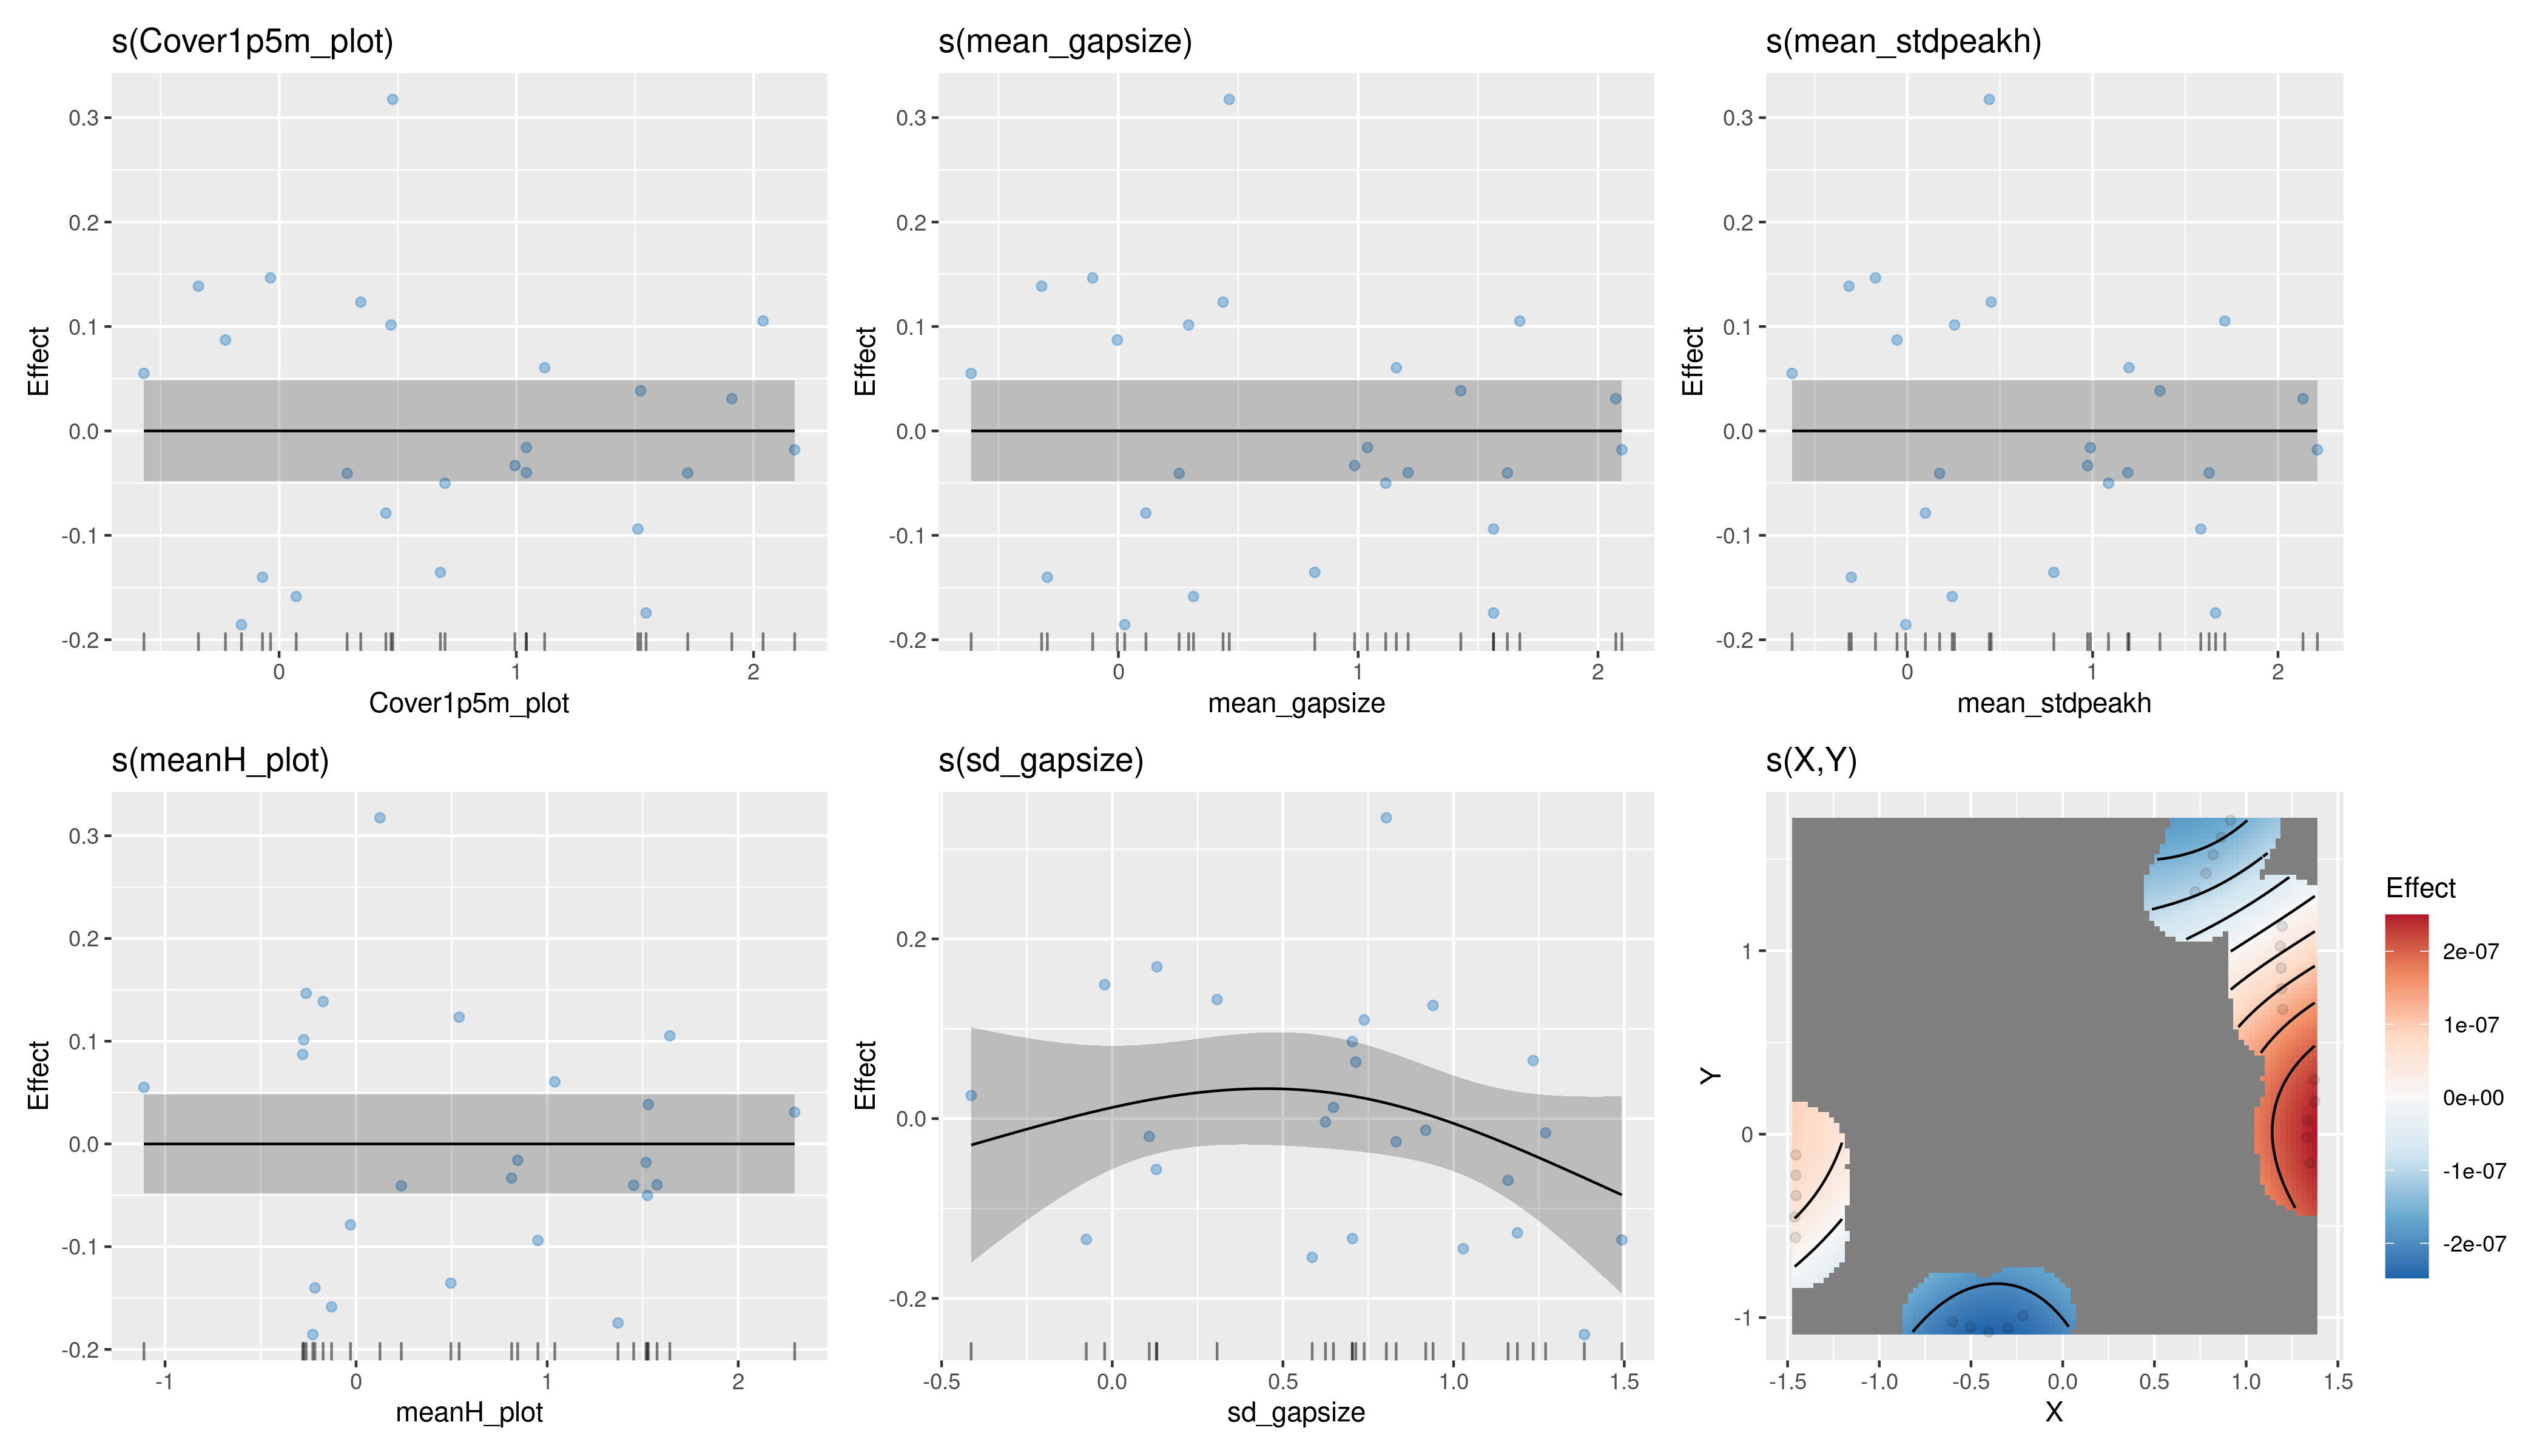 s(Cover1p5m_plot)
Effect
0.3
0.2
0.1
0.0
-0.1
-0.2
0
1
2
Cover1p5m_plot
s(mean_gapsize)
Effect
0.3
0.2
0.1
0.0
-0.1
-0.2
0
1
2
mean_gapsize
s(mean_stdpeakh)
Effect
0.3
0.2
0.1
0.0
-0.1
-0.2
0
1
2
mean_stdpeakh
s(meanH_plot)
Effect
0.3
0.2
0.1
0.0
-0.1
-0.2
-1
0
1
2
meanH_plot
s(sd_gapsize)
Effect
0.2
0.0
-0.2
-0.5
0.0
0.5
1.0
1.5
sd_gapsize
s(X,Y)
Y
1
0
-1
-1.5
-1.0
-0.5
0.0
0.5
1.0
1.5
X
Effect
2e-07
1e-07
0e+00
-1e-07
-2e-07